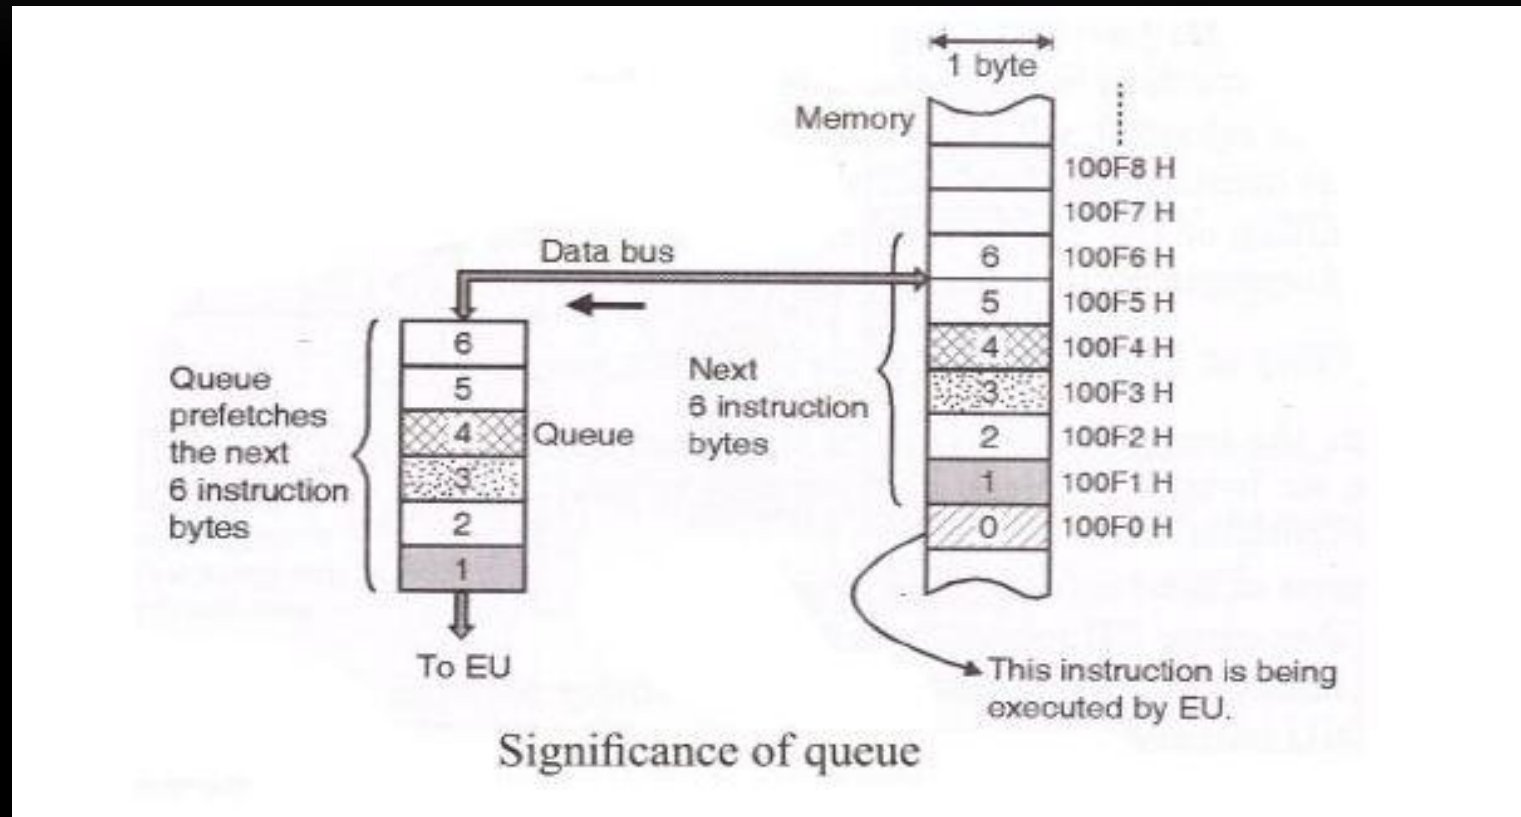 1 byte
Memory
100F8 H
100F7 H
Data bus
6 100F6 H
5 100F5 H
4 100F4 H
3 100F3 H
2 100F2 H
1 100F1 H
0 100F0 H
Next
6 instruction
bytes
Queue
prefetches
the next
6 instruction
bytes
6
5
4
3
2
1
Queue
To EU
This instruction is being
executed by EU.
Significance of queue